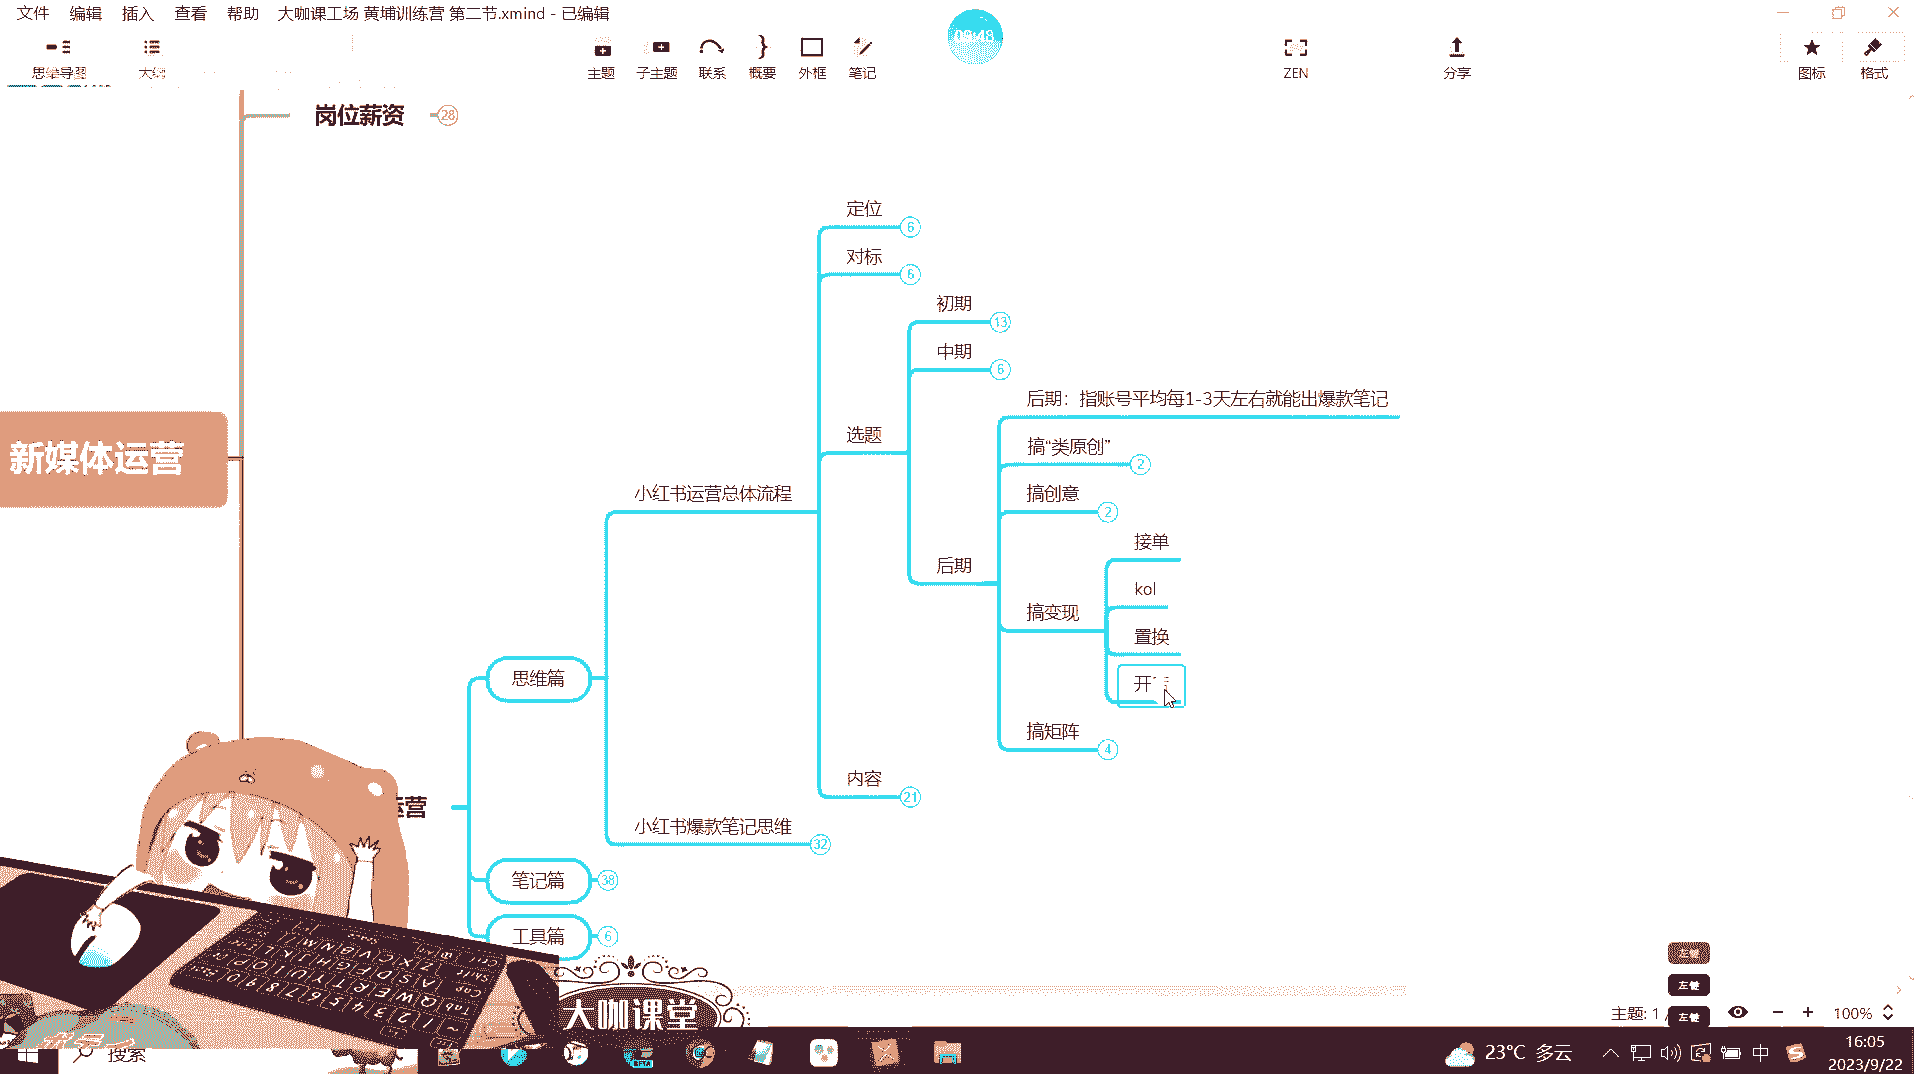 文件 编辑 插入 查看 帮助 大咖课工场 黄埔训练营 第二节.xmind - 已编辑
09:48
思维导图 大纲 主题 子主题 联系 概要 外框 笔记 ZEN 分享 图标 格式
岗位薪资 28
定位 6
对标 6
初期 13
中期 6
后期：指账号平均每1-3天左右就能出爆款笔记
选题
搞“类原创” 2
新媒体运营
小红书运营总体流程
搞创意 2
接单
后期
kol
搞变现
置换
思维篇
开
搞矩阵 4
内容 21
运营
小红书爆款笔记思维 32
笔记篇 38
工具篇 6
左键
左键
左键
大咖课堂
主题: 1 /
100%
搜索
BETA
23°C 多云
中
16:05
2023/9/22